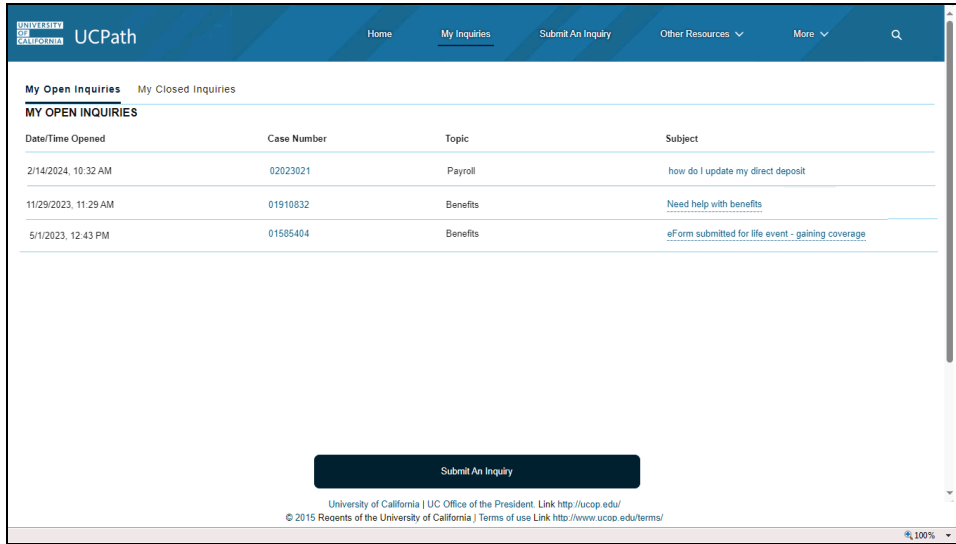 UNIVERSITY
OF
CALIFORNIA
UCPath
Home My Inquiries Submit An Inquiry Other Resources More
My Open Inquiries My Closed Inquiries
MY OPEN INQUIRIES
Date/Time Opened Case Number Topic Subject
2/14/2024, 10:32 AM 02023021 Payroll how do I update my direct deposit
11/29/2023, 11:29 AM 01910832 Benefits Need help with benefits
5/1/2023, 12:43 PM 01585404 Benefits eForm submitted for life event - gaining coverage
Submit An Inquiry
University of California | UC Office of the President. Link http://ucop.edu/
© 2015 Regents of the University of California | Terms of use Link http://www.ucop.edu/terms/
100%